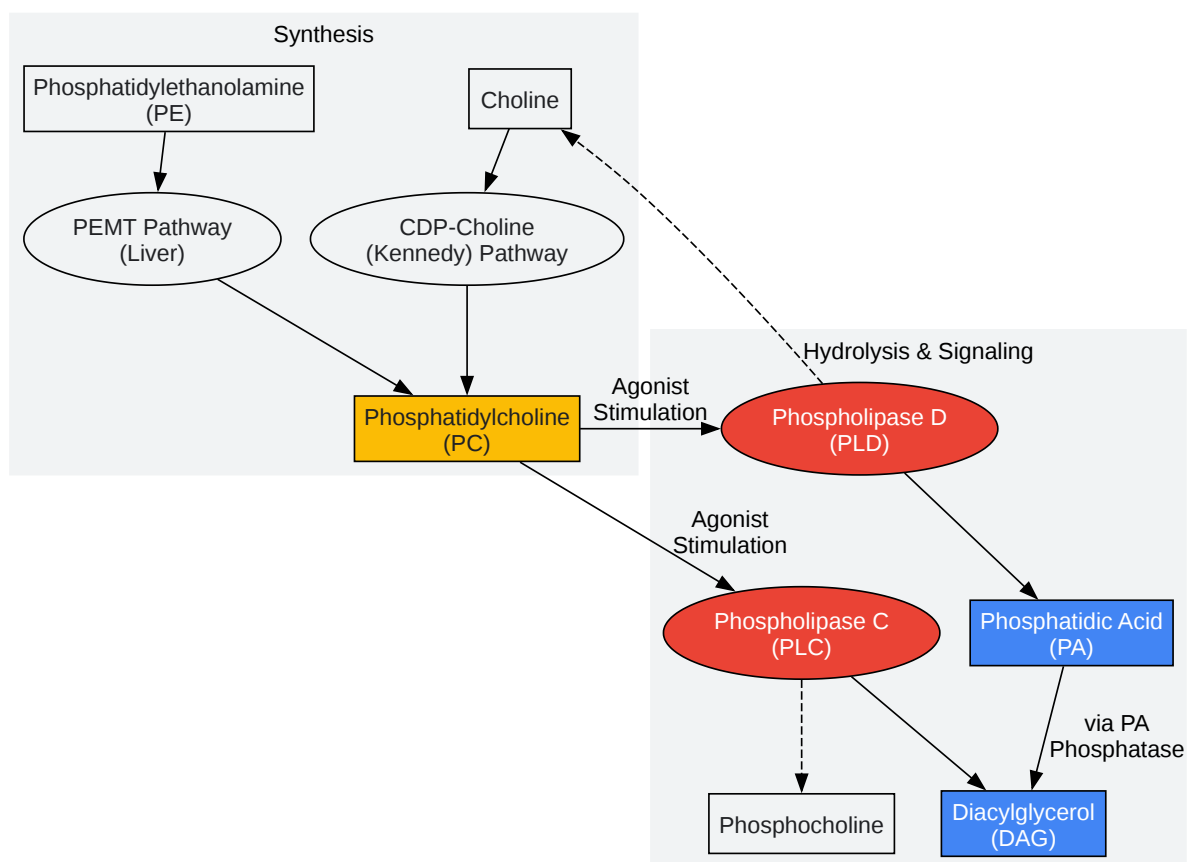 Synthesis
Phosphatidylethanolamine
(PE)
Choline
PEMT Pathway
(Liver)
CDP-Choline
(Kennedy) Pathway
Hydrolysis & Signaling
Phosphatidylcholine
(PC)
Agonist
Stimulation
Phospholipase D
(PLD)
Agonist
Stimulation
Phospholipase C
(PLC)
Phosphatidic Acid
(PA)
via PA
Phosphatase
Phosphocholine
Diacylglycerol
(DAG)